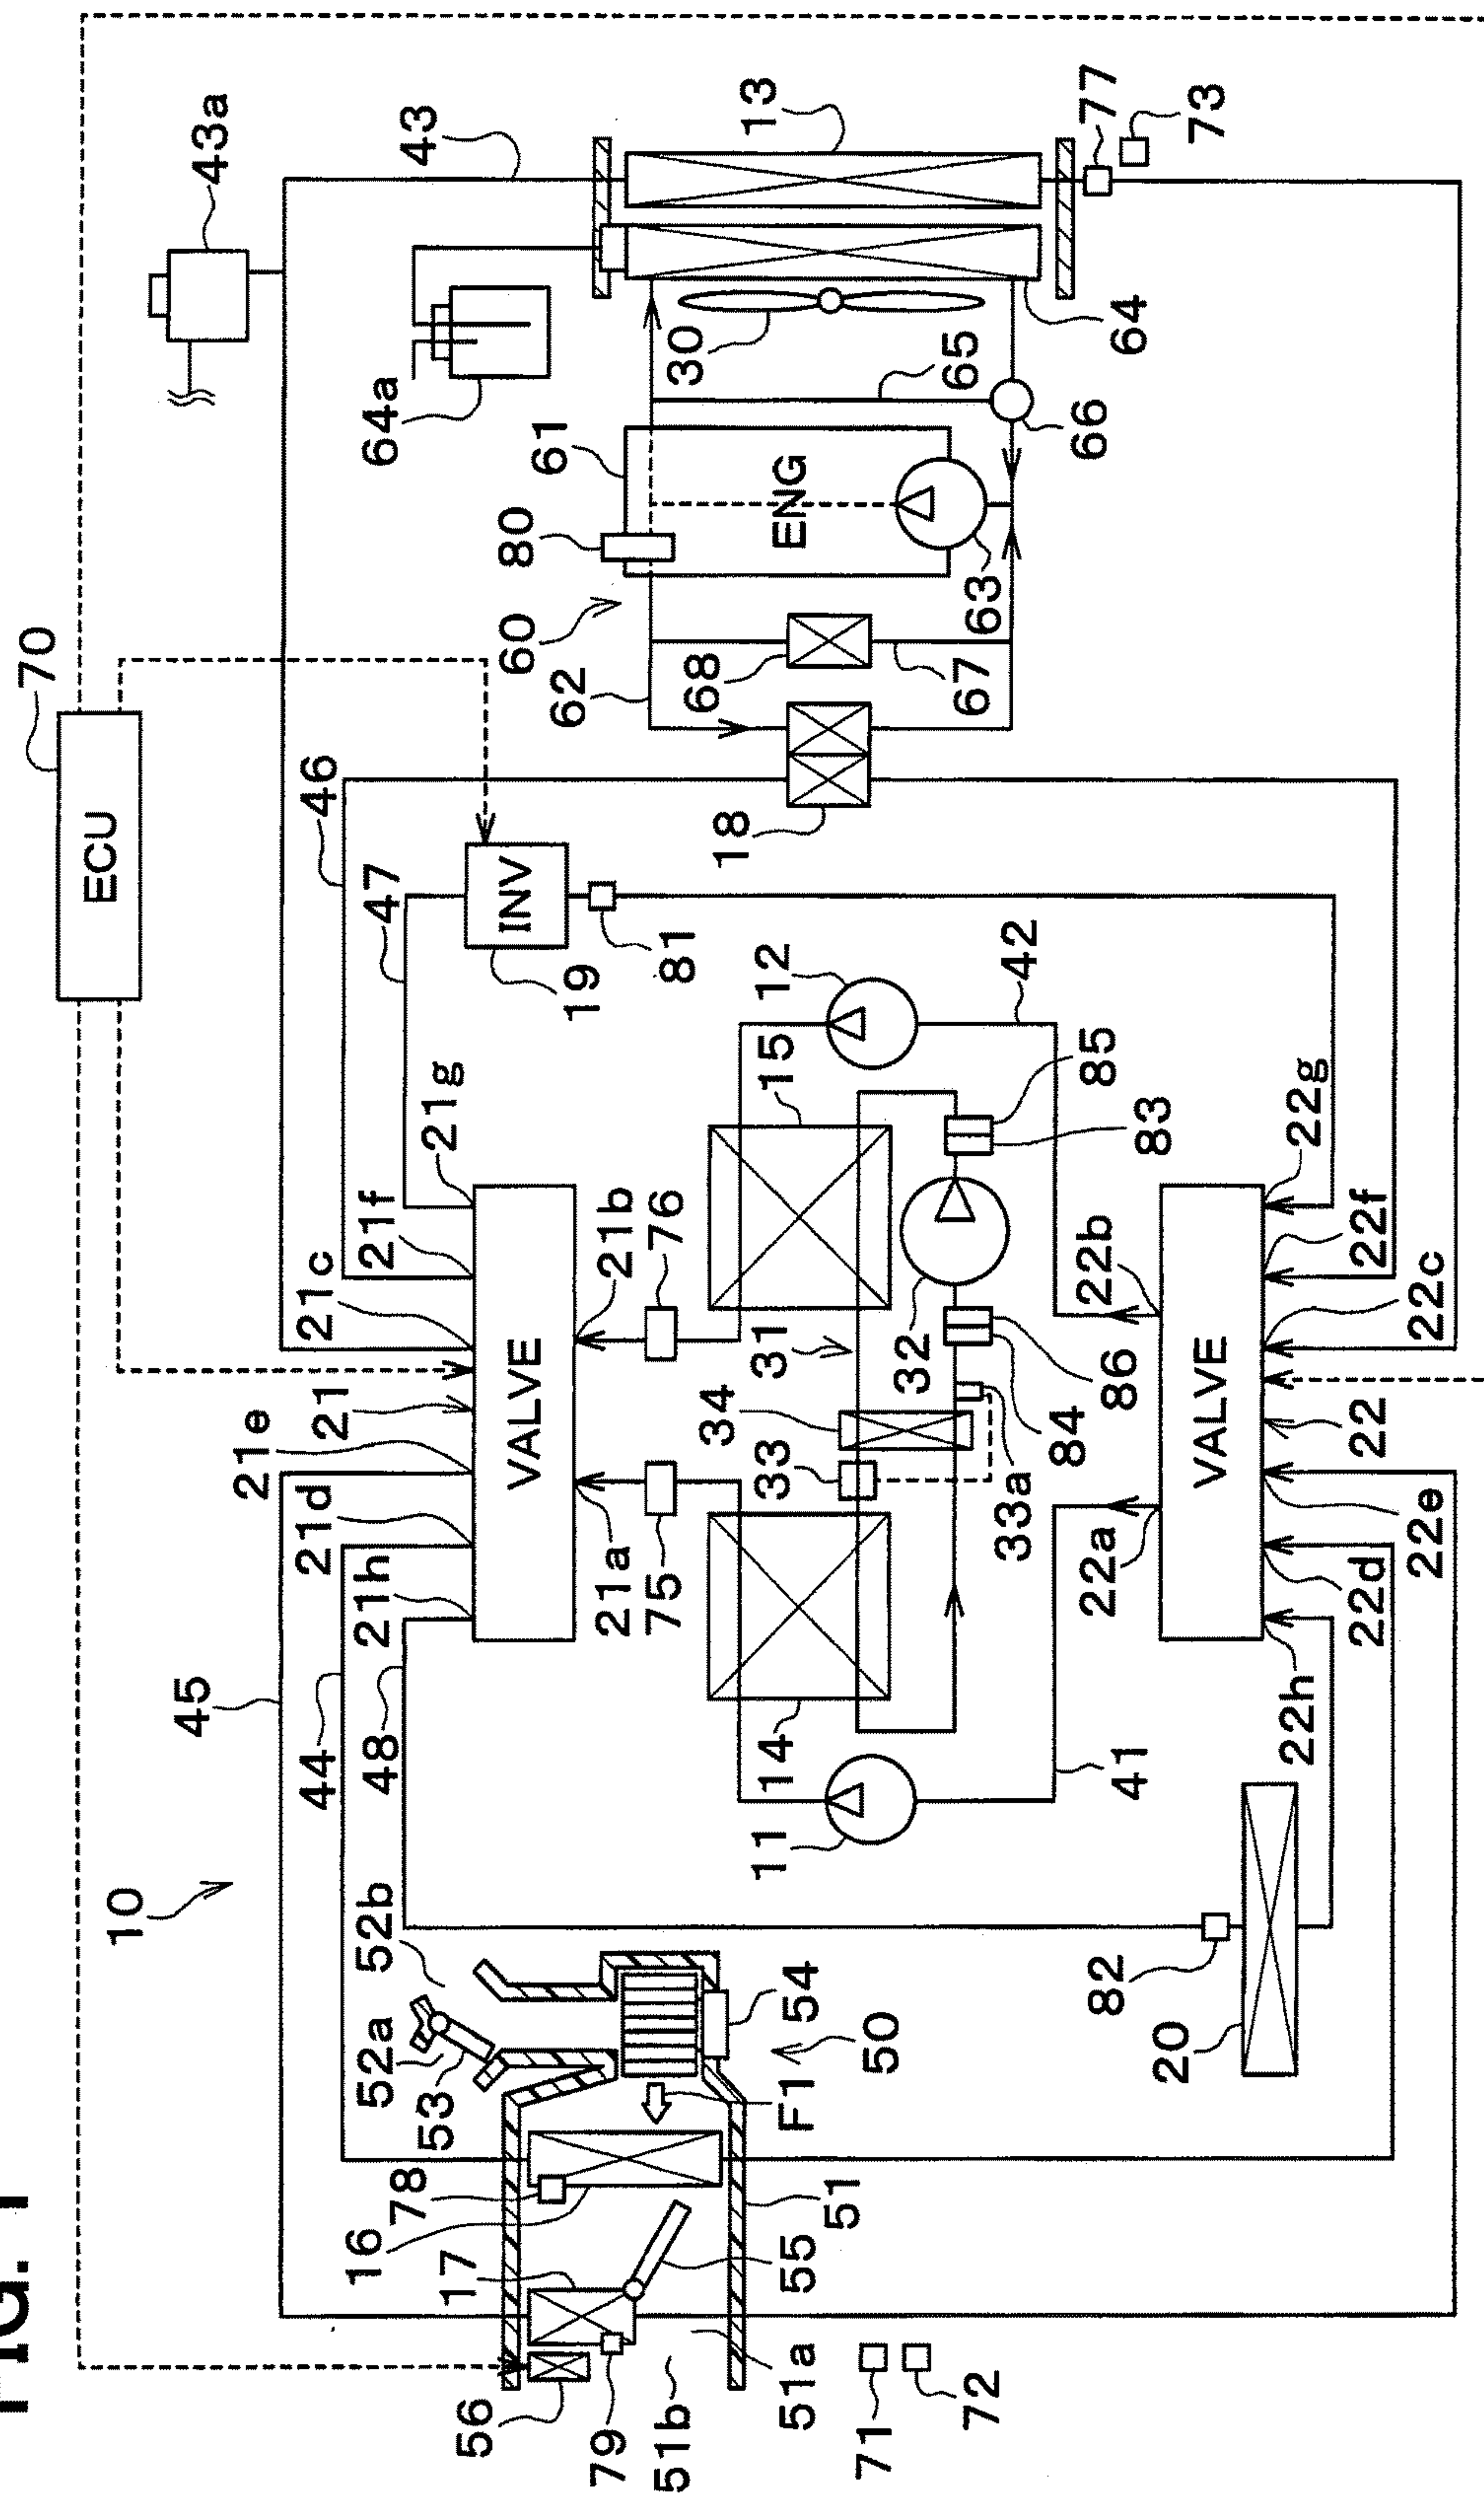 FIG. 1
70
ECU
43a
43
13
77
73
64a
30
65
64
66
61
80
ENG
63
60
62
68
67
46
18
47
INV
19
81
12
42
15
85
83
21g
21f
21c
21b
76
22g
22b
22f
22c
31
32
86
84
34
33
33a
21e
21
VALVE
VALVE
22
22e
21d
21h
21a
75
22a
22d
22h
45
44
48
14
11
41
10
52b
52a
53
54
50
F1
82
20
78
16
17
51
55
51a
56
79
51b
71
72